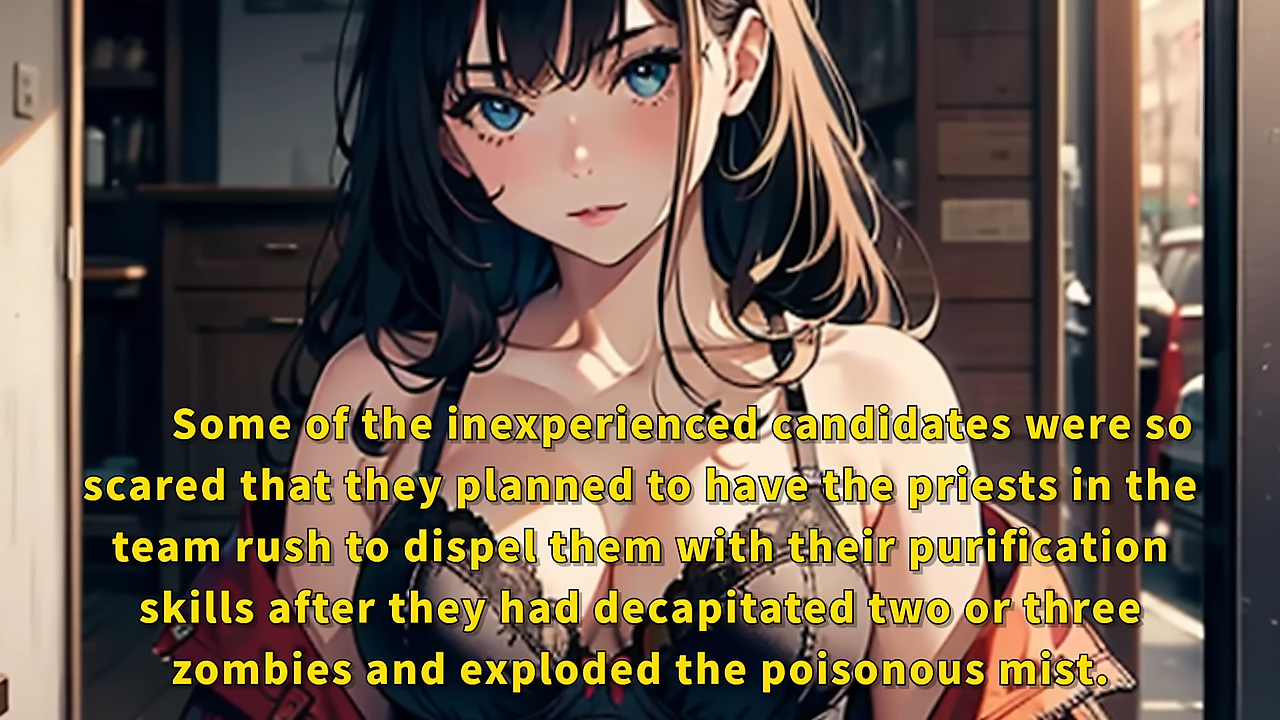 Some of the inexperienced candidates were so
scared that they planned to have the priests in the
team rush to dispel them with their purification
skills after they had decapitated two or three
zombies and exploded the poisonous mist.